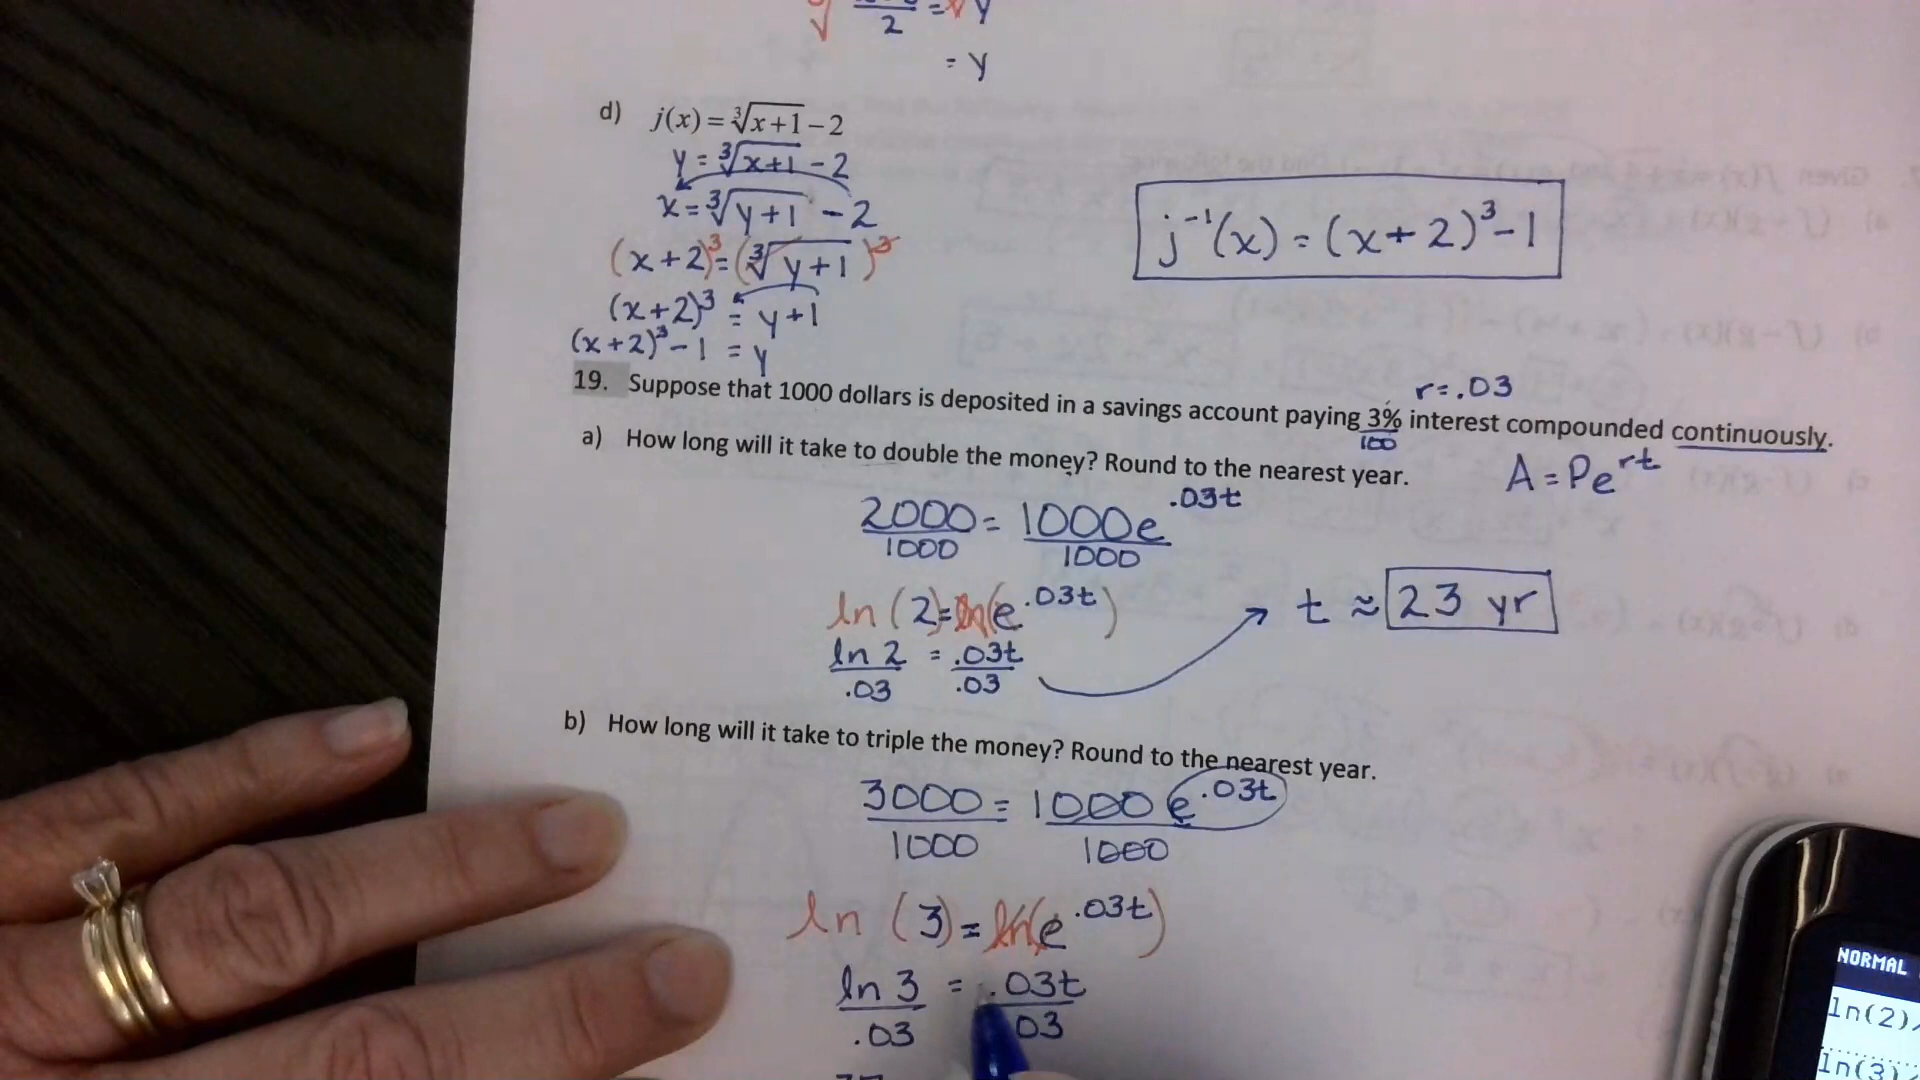 2 = y
= y
d) j(x) = ∛x+1 − 2
y = ∛x+1 - 2
x = ∛y+1 - 2
(x+2)³ = (∛y+1)³
(x+2)³ = y+1
(x+2)³ - 1 = y
j⁻¹(x) = (x+2)³ - 1
r = .03
19. Suppose that 1000 dollars is deposited in a savings account paying 3% interest compounded continuously.
100
a) How long will it take to double the money? Round to the nearest year.
A = Pe^rt
2000/1000 = 1000e^.03t/1000
ln(2) = ln(e^.03t)
ln 2/.03 = .03t/.03
t ≈ 23 yr
b) How long will it take to triple the money? Round to the nearest year.
3000/1000 = 1000e^.03t/1000
ln(3) = ln(e^.03t)
ln 3/.03 = .03t/.03
NORMAL
ln(2)/
ln(3)/